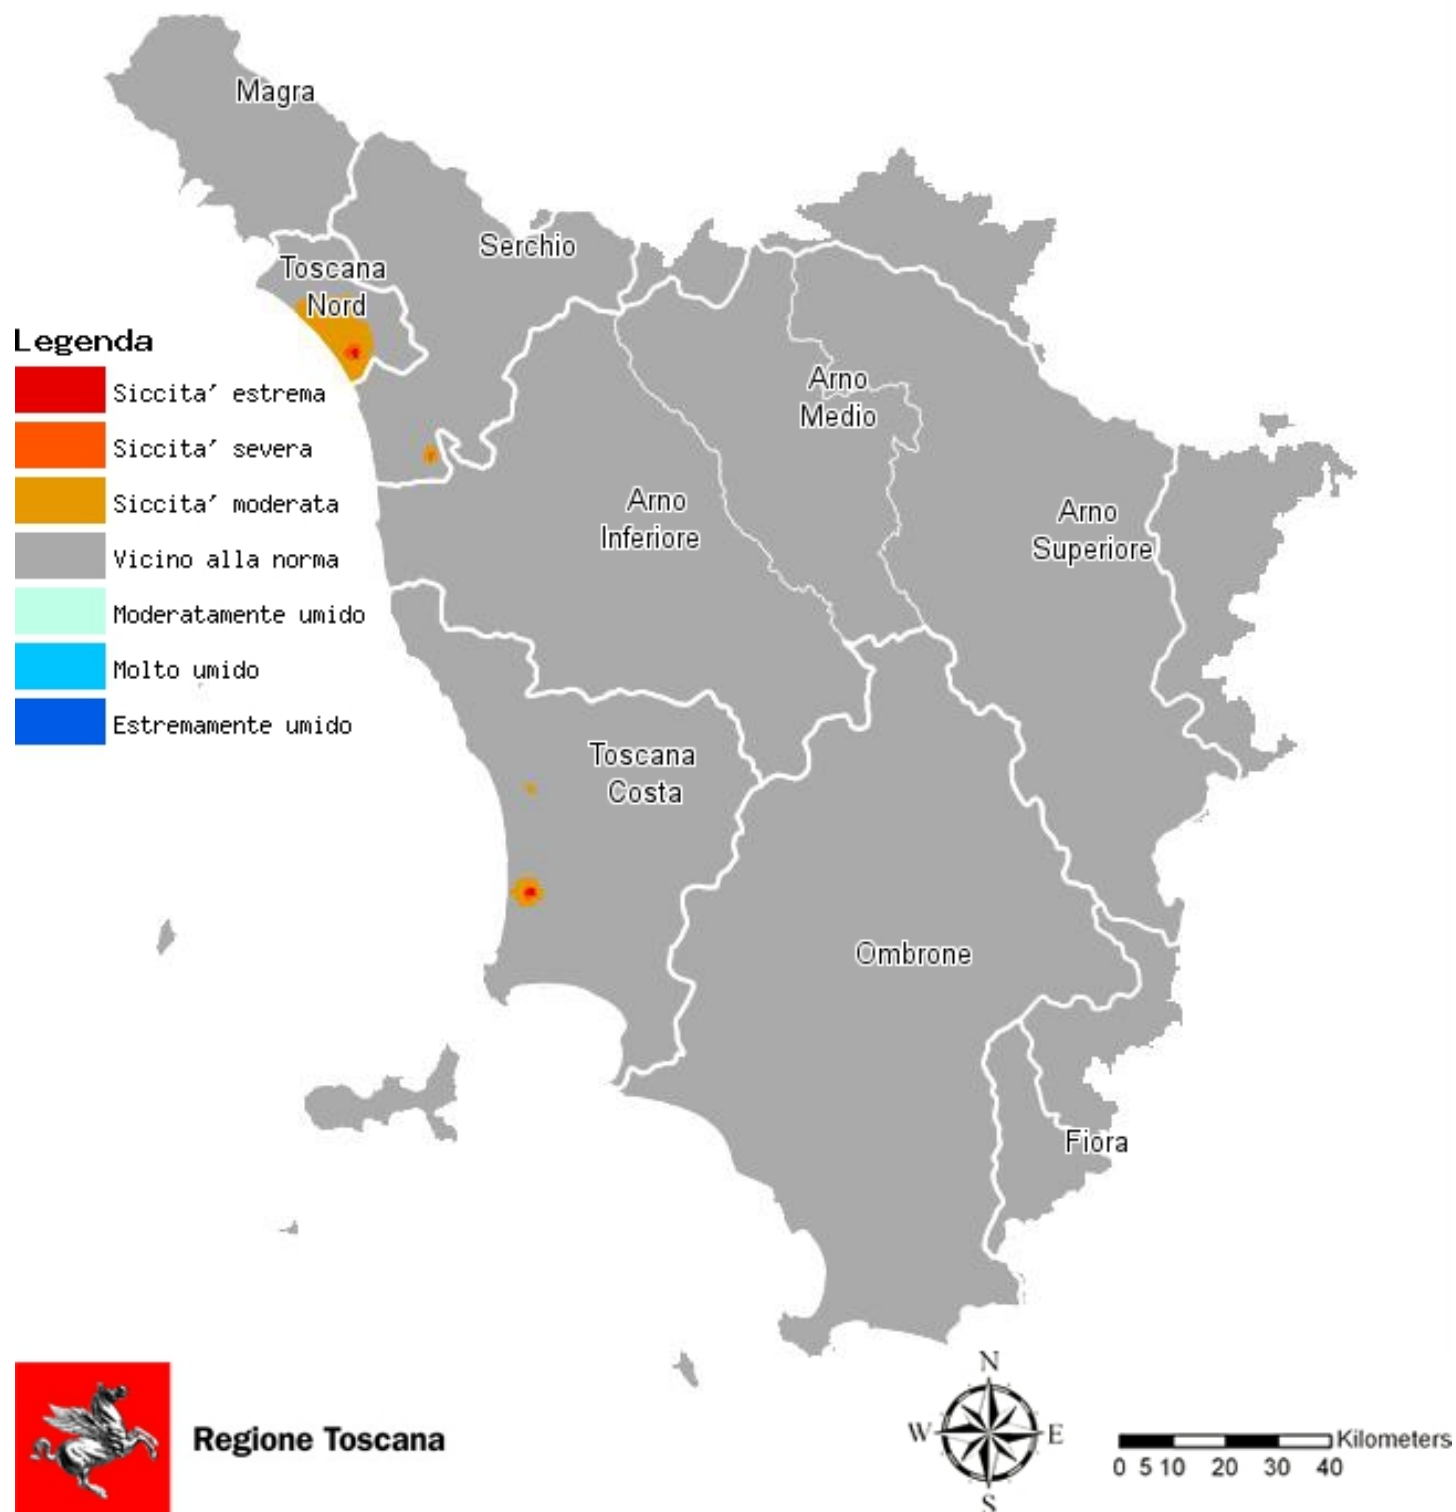 Magra
Serchio
Toscana
Nord
Legenda
Siccita' estrema
Siccita' severa
Siccita' moderata
Vicino alla norma
Moderatamente umido
Molto umido
Estremamente umido
Arno
Medio
Arno
Inferiore
Arno
Superiore
Toscana
Costa
Ombrone
Fiora
Regione Toscana
N
W E
S
Kilometers
0 5 10 20 30 40